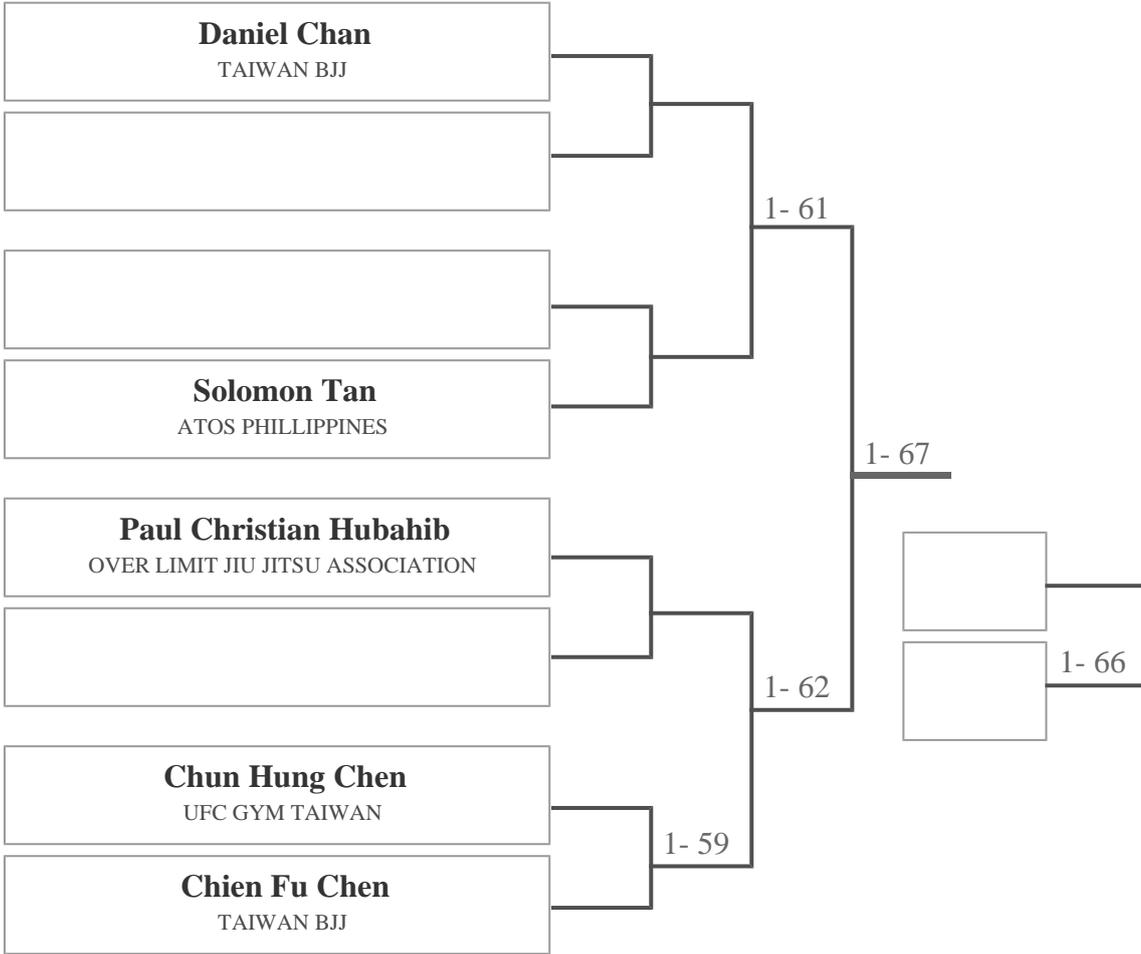 Daniel Chan
TAIWAN BJJ
1- 61
Solomon Tan
ATOS PHILLIPPINES
1- 67
Paul Christian Hubahib
OVER LIMIT JIU JITSU ASSOCIATION
1- 66
1- 62
Chun Hung Chen
UFC GYM TAIWAN
1- 59
Chien Fu Chen
TAIWAN BJJ